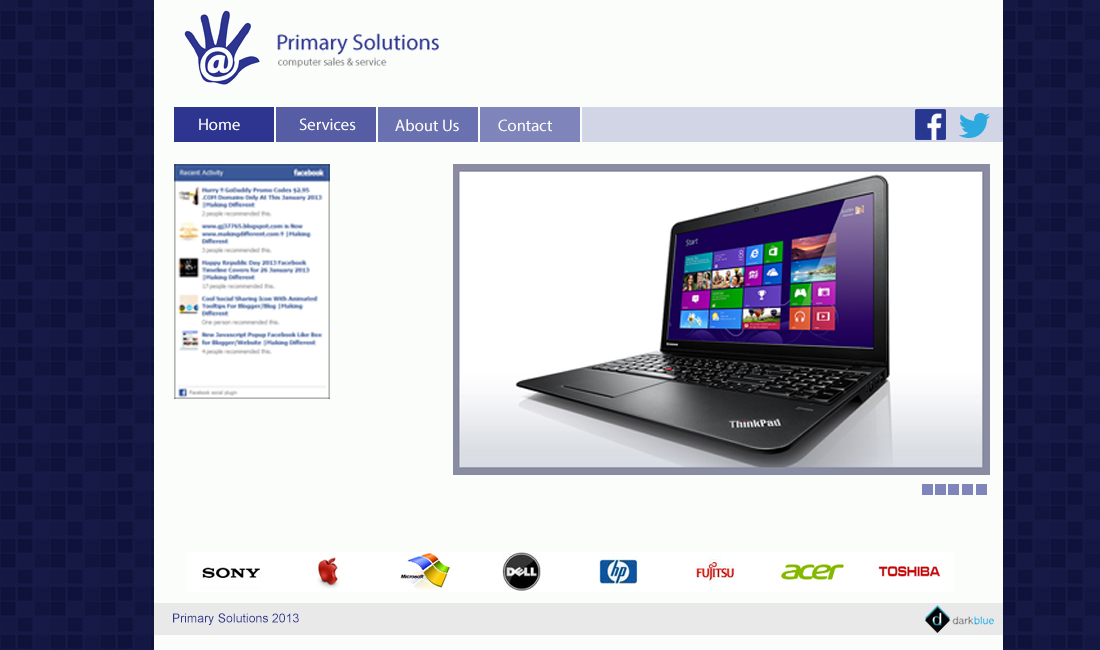 @
Primary Solutions
computer sales & service
Home
Services
About Us
Contact
Recent Activity
facebook
Hurry !! GoDaddy Promo Codes $2.95
.COM Domains Only At This January 2013
|Making Different
2 people recommended this.
www.gj37765.blogspot.com is Now
www.makingdifferent.com !! |Making
Different
3 people recommended this.
Happy Republic Day 2013 Facebook
Timeline Covers for 26 January 2013
|Making Different
17 people recommended this.
Cool Social Sharing Icon With Animated
Tooltips For Blogger/Blog |Making
Different
One person recommended this.
New Javascript Popup Facebook Like Box
for Blogger/Website |Making Different
4 people recommended this.
Facebook social plugin
Start
ThinkPad
SONY
Microsoft
DELL
hp
FUJITSU
acer
TOSHIBA
Primary Solutions 2013
d darkblue